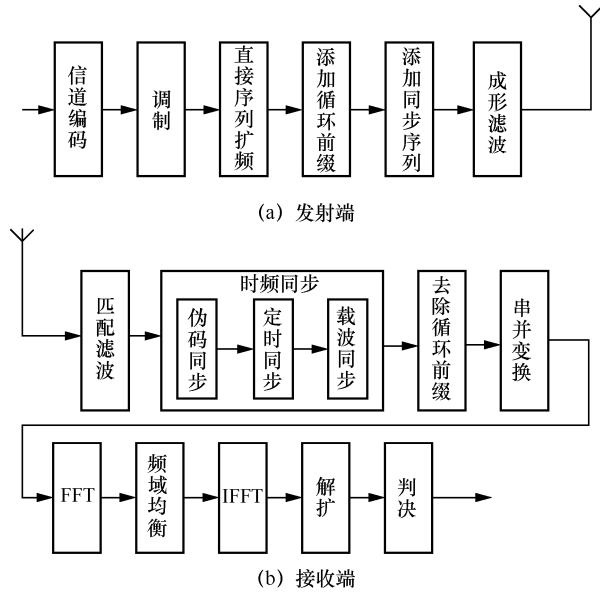 信道编码
调制
直接序列扩频
添加循环前缀
添加同步序列
成形滤波
(a) 发射端
匹配滤波
时频同步
伪码同步
定时同步
载波同步
去除循环前缀
串并变换
FFT
频域均衡
IFFT
解扩
判决
(b) 接收端